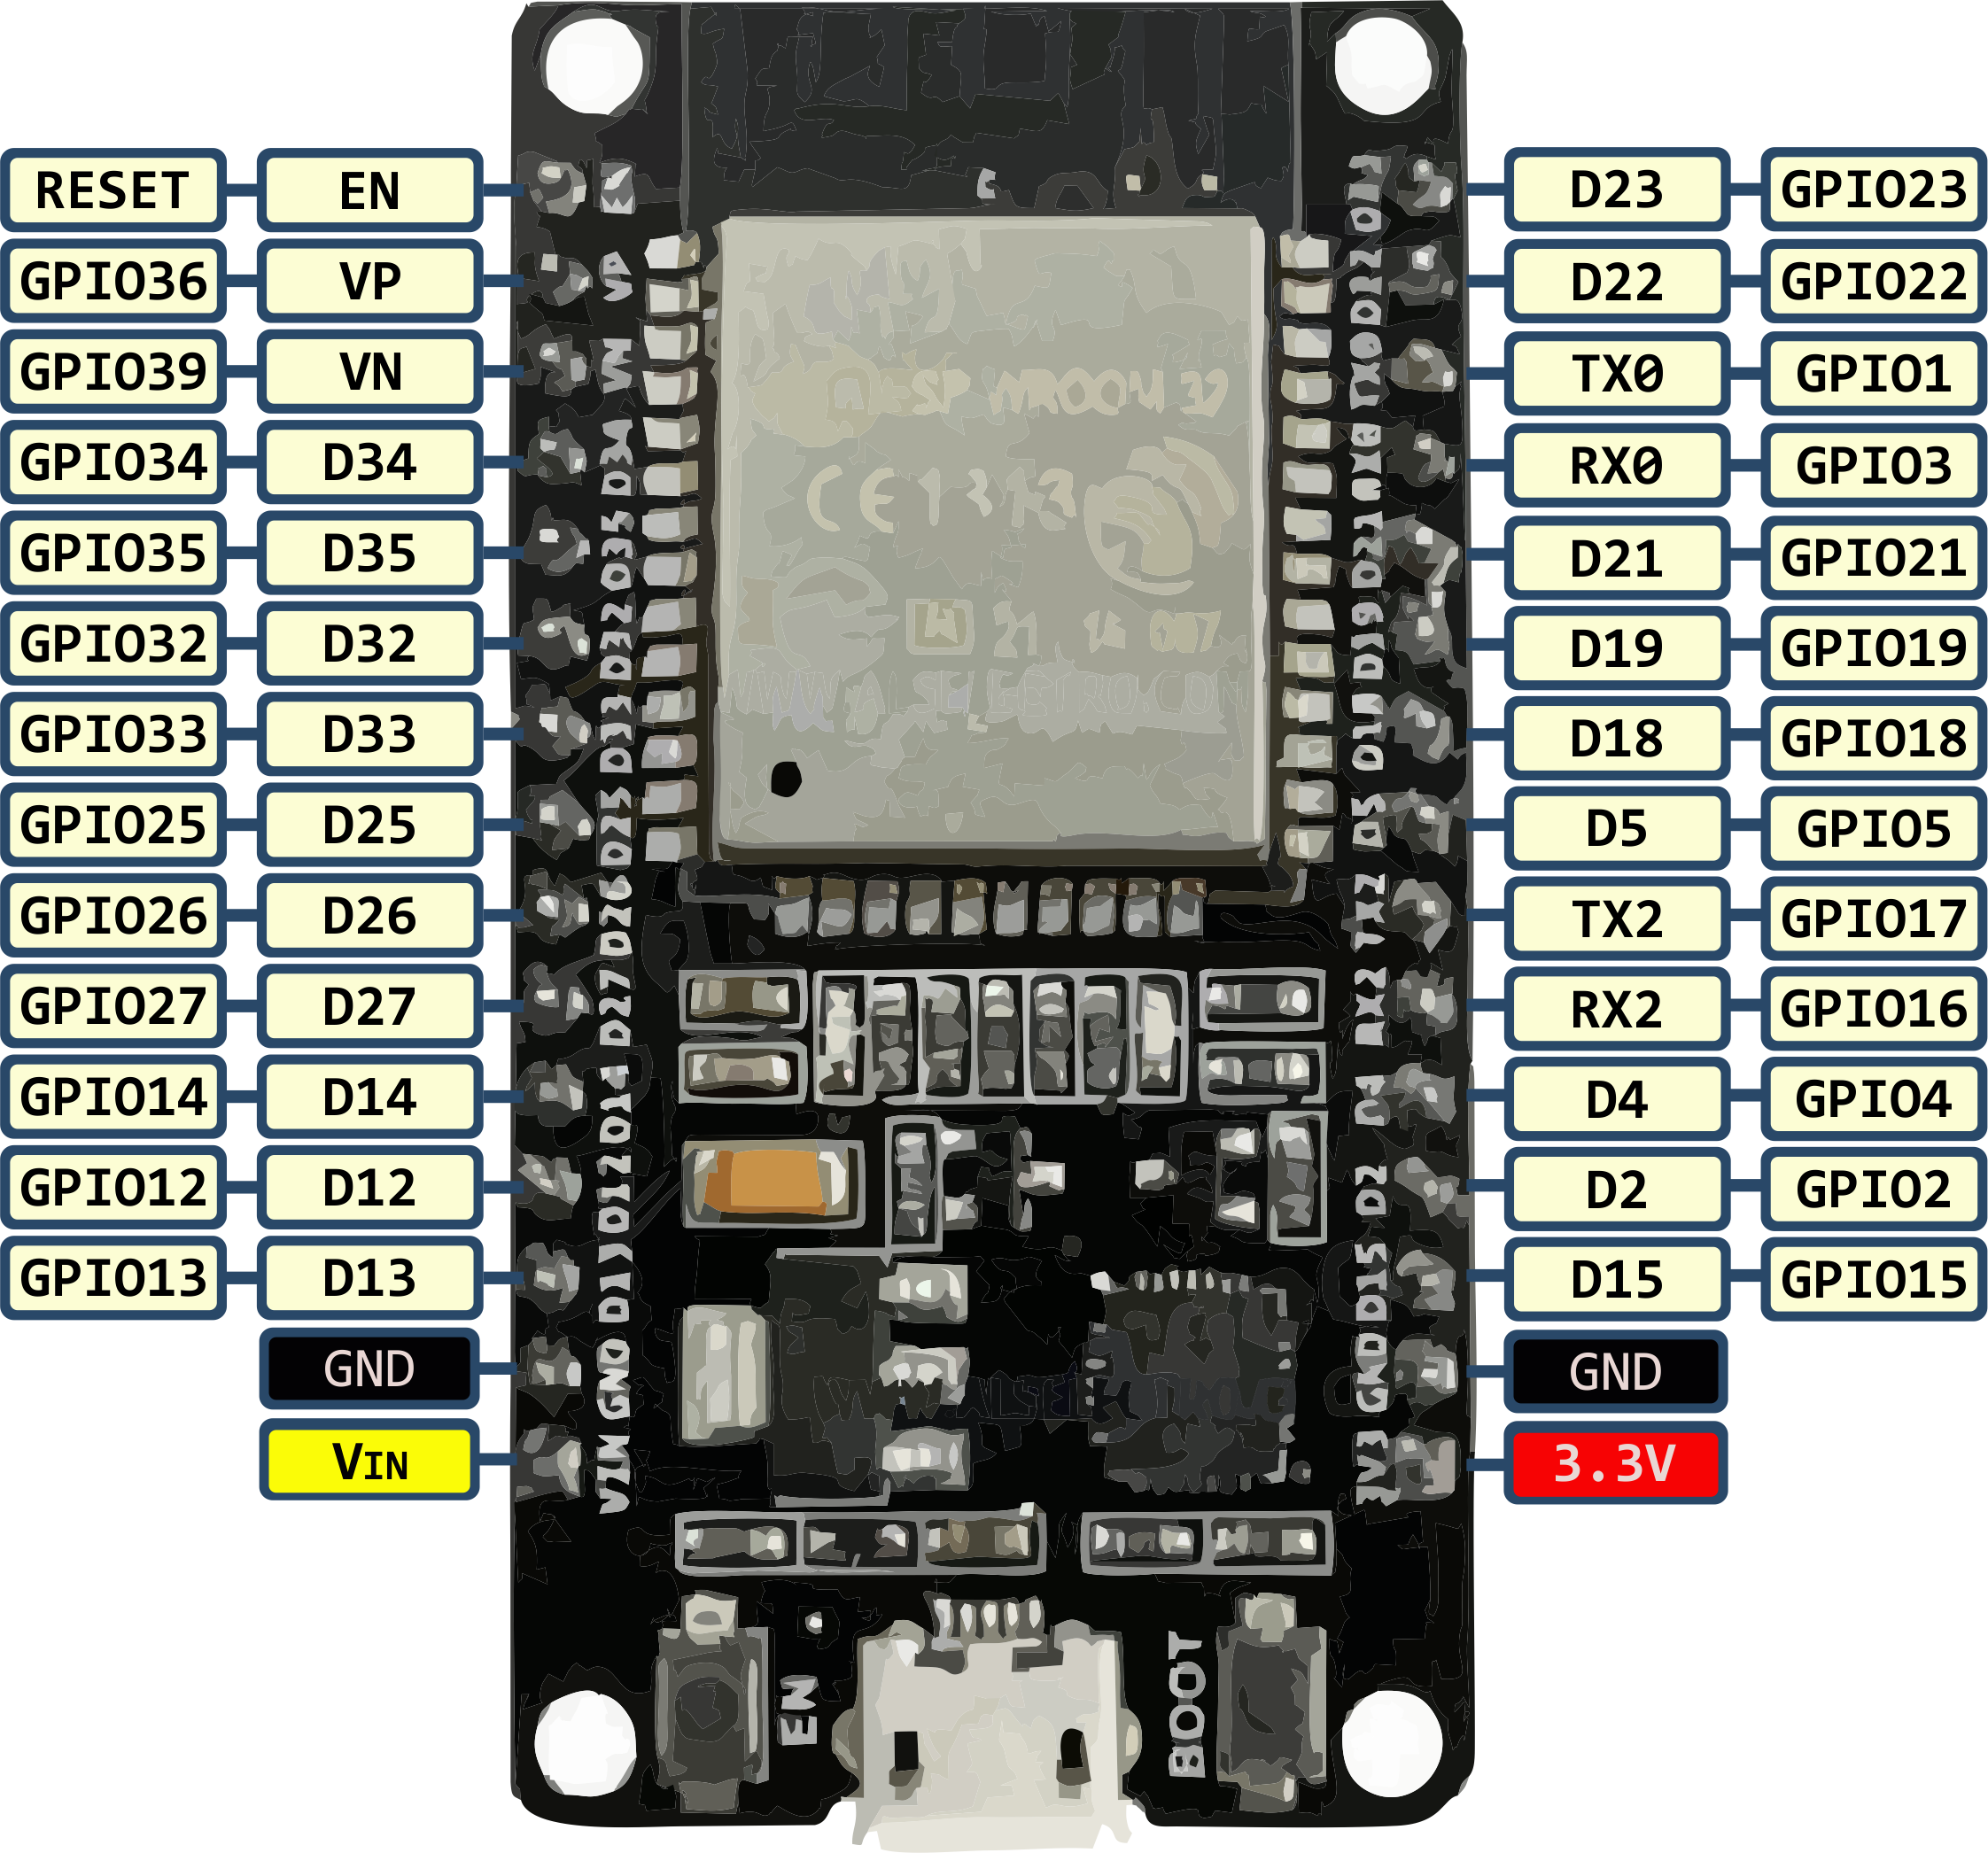 RESET EN D23 GPIO23
GPIO36 VP D22 GPIO22
GPIO39 VN TX0 GPIO1
GPIO34 D34 RX0 GPIO3
GPIO35 D35 D21 GPIO21
GPIO32 D32 D19 GPIO19
GPIO33 D33 D18 GPIO18
GPIO25 D25 D5 GPIO5
GPIO26 D26 TX2 GPIO17
GPIO27 D27 RX2 GPIO16
GPIO14 D14 D4 GPIO4
GPIO12 D12 D2 GPIO2
GPIO13 D13 D15 GPIO15
GND GND
VIN 3.3V
EN BOOT